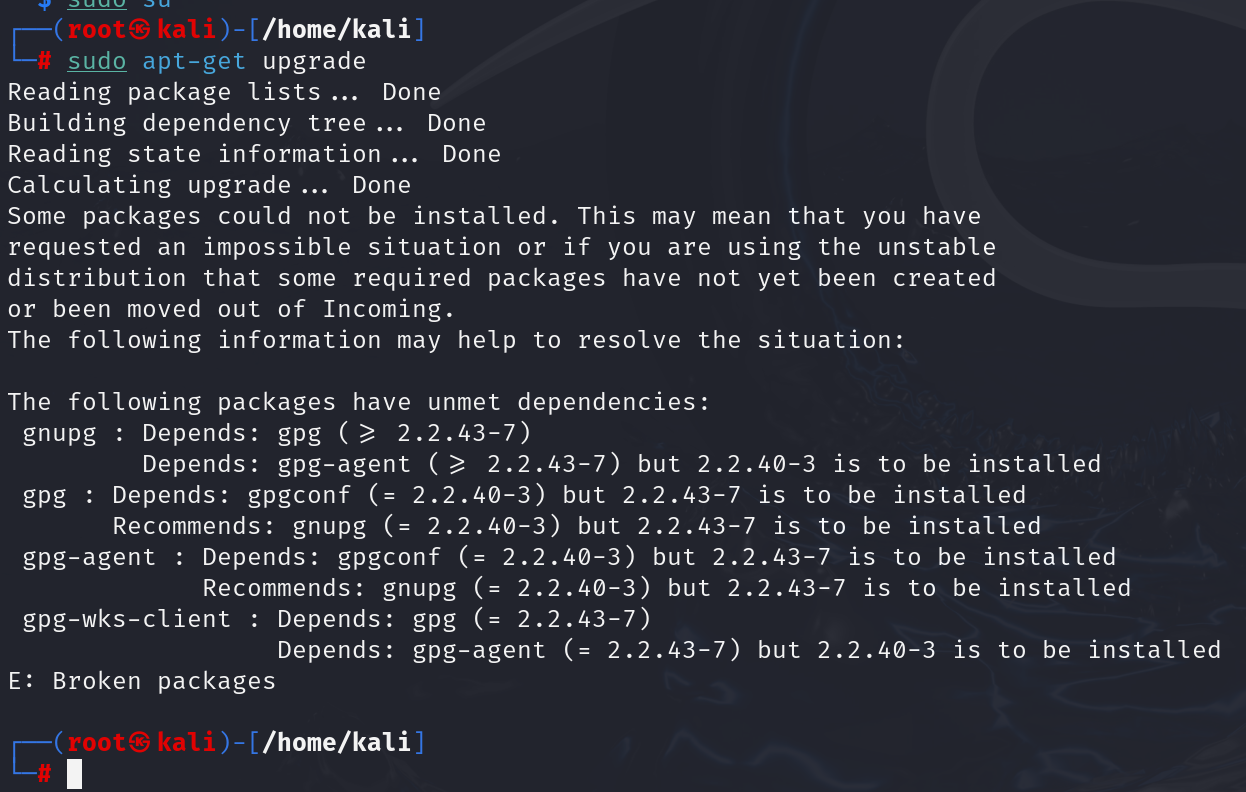 $ sudo su
┌──(root㉿kali)-[/home/kali]
└─# sudo apt-get upgrade
Reading package lists... Done
Building dependency tree... Done
Reading state information... Done
Calculating upgrade... Done
Some packages could not be installed. This may mean that you have
requested an impossible situation or if you are using the unstable
distribution that some required packages have not yet been created
or been moved out of Incoming.
The following information may help to resolve the situation:

The following packages have unmet dependencies:
 gnupg : Depends: gpg (>= 2.2.43-7)
         Depends: gpg-agent (>= 2.2.43-7) but 2.2.40-3 is to be installed
 gpg : Depends: gpgconf (= 2.2.40-3) but 2.2.43-7 is to be installed
       Recommends: gnupg (= 2.2.40-3) but 2.2.43-7 is to be installed
 gpg-agent : Depends: gpgconf (= 2.2.40-3) but 2.2.43-7 is to be installed
             Recommends: gnupg (= 2.2.40-3) but 2.2.43-7 is to be installed
 gpg-wks-client : Depends: gpg (= 2.2.43-7)
                  Depends: gpg-agent (= 2.2.43-7) but 2.2.40-3 is to be installed
E: Broken packages

┌──(root㉿kali)-[/home/kali]
└─#